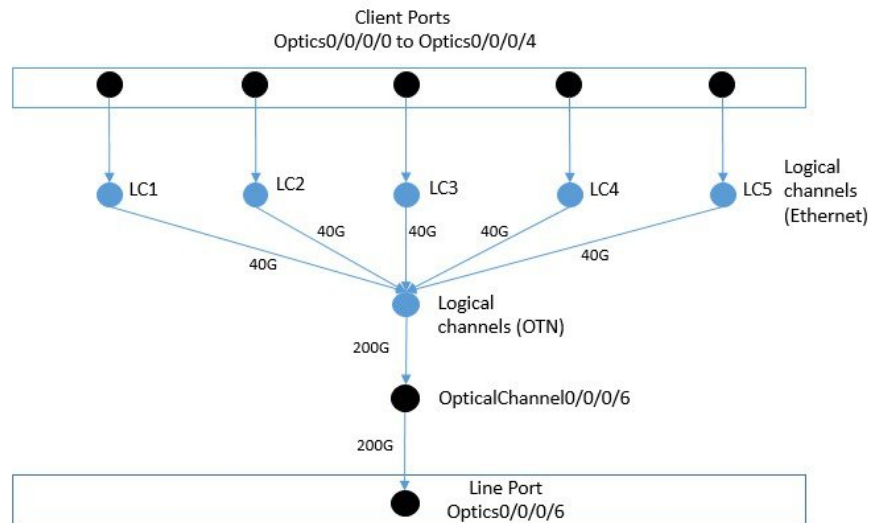 Client Ports
Optics0/0/0/0 to Optics0/0/0/4
LC1
LC2
LC3
LC4
LC5
Logical
channels
(Ethernet)
40G
40G
40G
40G
40G
Logical
channels (OTN)
200G
OpticalChannel0/0/0/6
200G
Line Port
Optics0/0/0/6